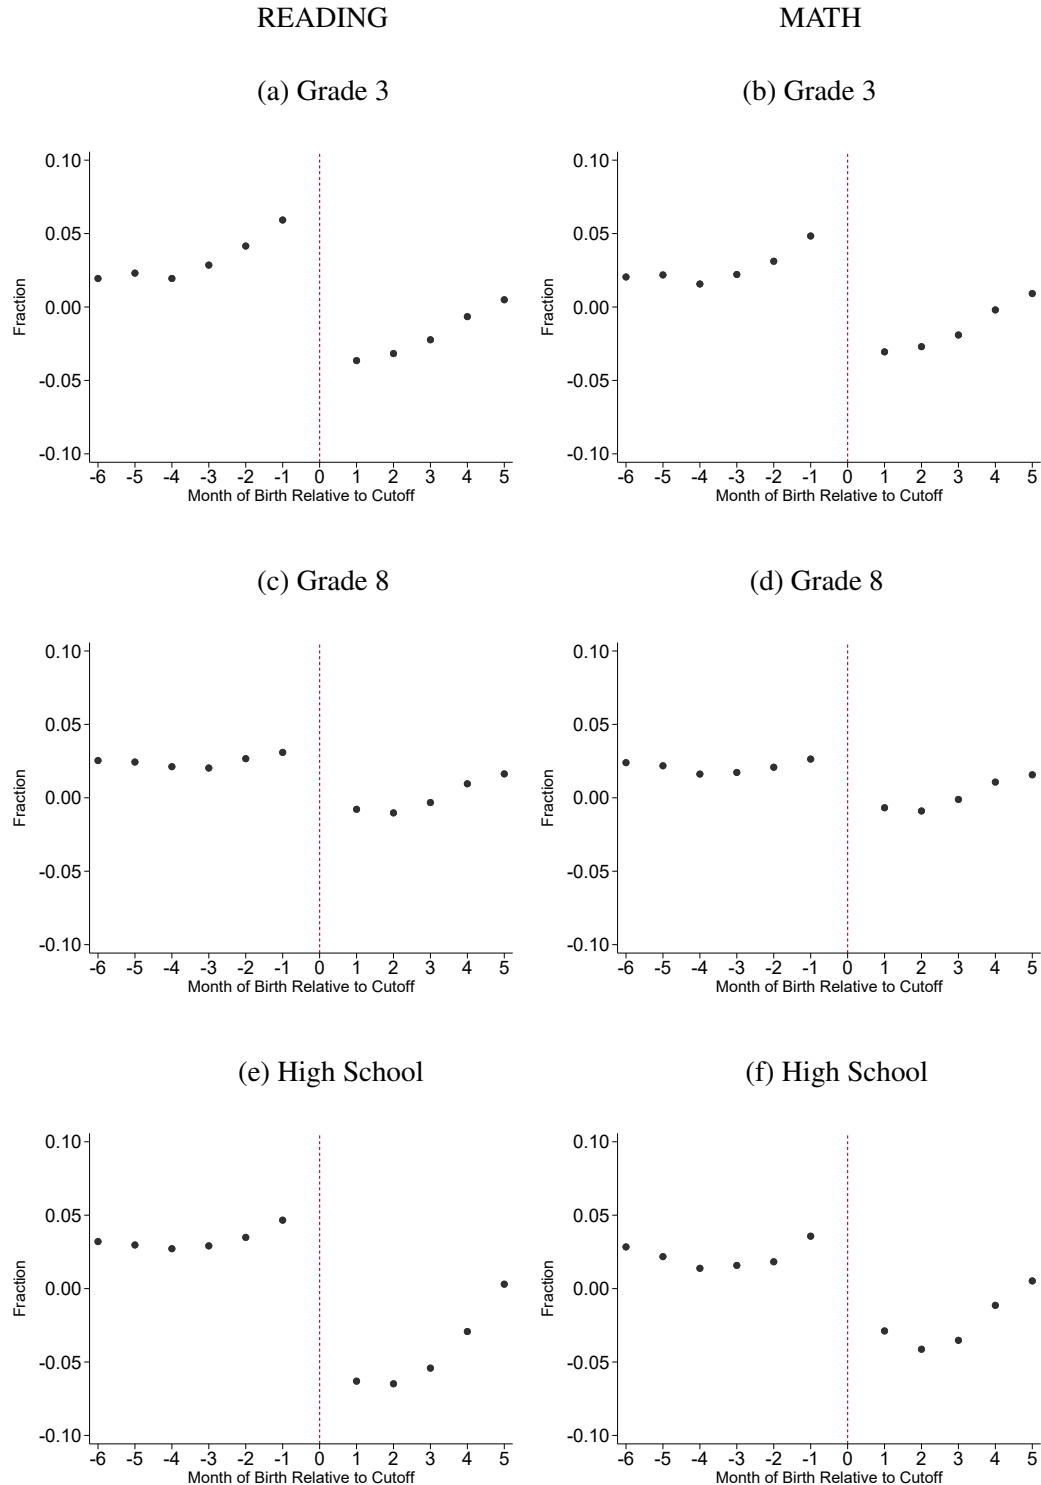 READING MATH
(a) Grade 3 (b) Grade 3
0.10 0.10
0.05 0.05
0.00 0.00
-0.05 -0.05
-0.10 -0.10
Fraction Fraction
-6 -5 -4 -3 -2 -1 0 1 2 3 4 5 -6 -5 -4 -3 -2 -1 0 1 2 3 4 5
Month of Birth Relative to Cutoff Month of Birth Relative to Cutoff
(c) Grade 8 (d) Grade 8
0.10 0.10
0.05 0.05
0.00 0.00
-0.05 -0.05
-0.10 -0.10
Fraction Fraction
-6 -5 -4 -3 -2 -1 0 1 2 3 4 5 -6 -5 -4 -3 -2 -1 0 1 2 3 4 5
Month of Birth Relative to Cutoff Month of Birth Relative to Cutoff
(e) High School (f) High School
0.10 0.10
0.05 0.05
0.00 0.00
-0.05 -0.05
-0.10 -0.10
Fraction Fraction
-6 -5 -4 -3 -2 -1 0 1 2 3 4 5 -6 -5 -4 -3 -2 -1 0 1 2 3 4 5
Month of Birth Relative to Cutoff Month of Birth Relative to Cutoff